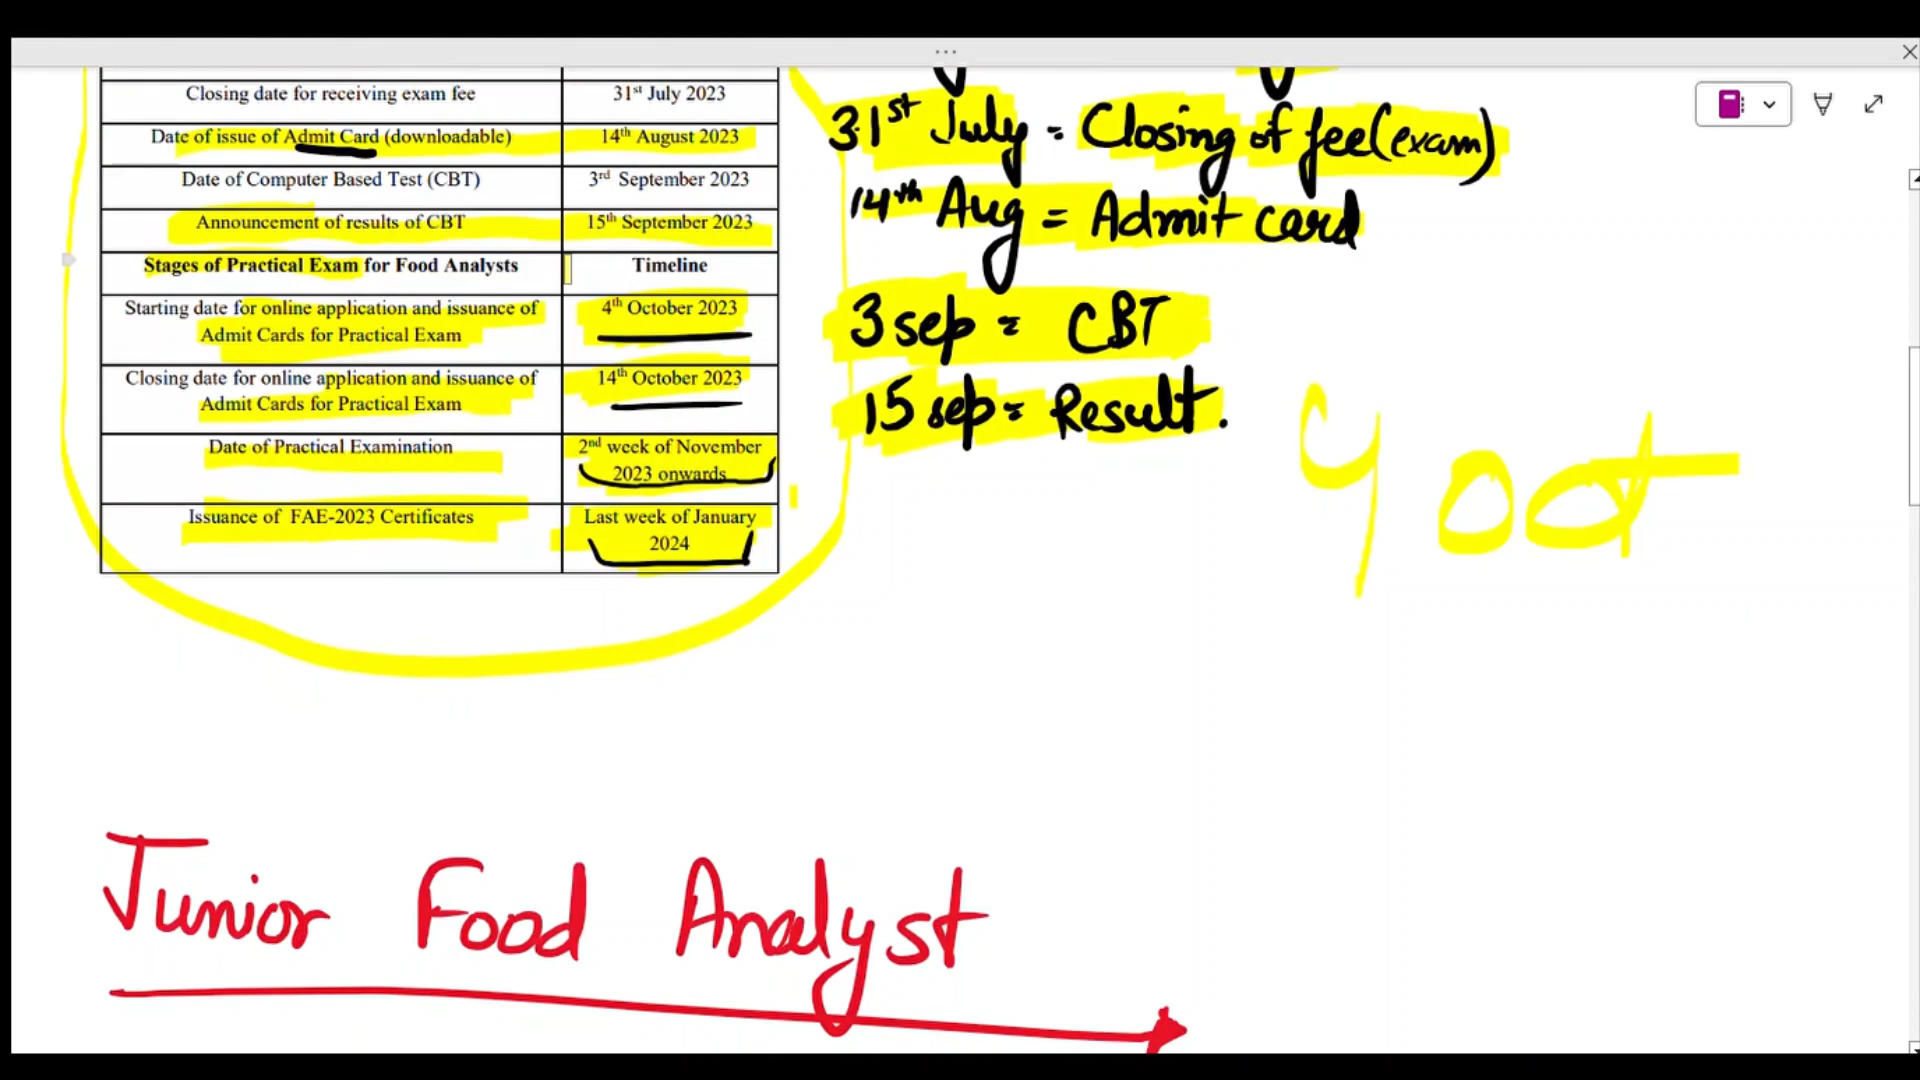 Closing date for receiving exam fee 31st July 2023
Date of issue of Admit Card (downloadable) 14th August 2023
Date of Computer Based Test (CBT) 3rd September 2023
Announcement of results of CBT 15th September 2023
Stages of Practical Exam for Food Analysts Timeline
Starting date for online application and issuance of
Admit Cards for Practical Exam
4th October 2023
Closing date for online application and issuance of
Admit Cards for Practical Exam
14th October 2023
Date of Practical Examination
2nd week of November
2023 onwards
Issuance of FAE-2023 Certificates
Last week of January
2024
31st July = Closing of fee (exam)
14th Aug = Admit card
3 sep = CBT
15 sep = Result.
4 oct
Junior Food Analyst